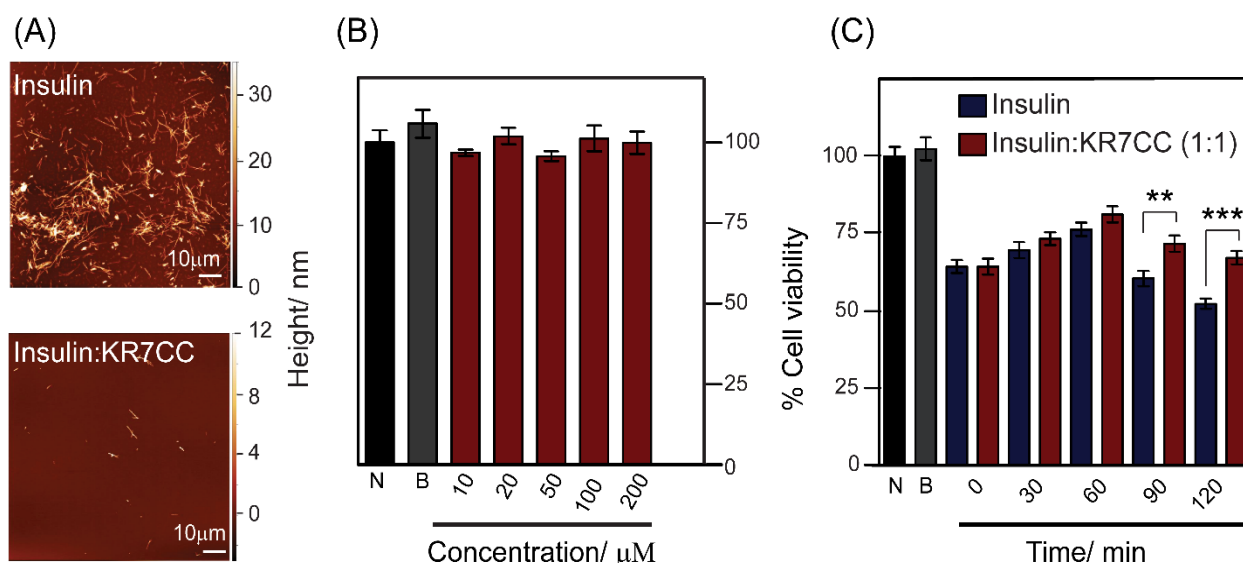 (A)
Insulin
10μm
30
20
10
0
Insulin:KR7CC
10μm
12
8
4
0
Height/ nm
(B)
100
75
50
25
0
N B 10 20 50 100 200
Concentration/ μM
(C)
Insulin
Insulin:KR7CC (1:1)
** ***
% Cell viability
100
75
50
25
0
N B 0 30 60 90 120
Time/ min